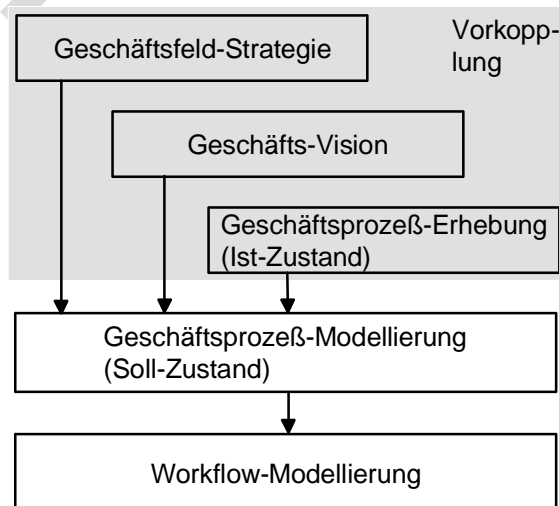 Geschäftsfeld-Strategie
Vorkopp-
lung
Geschäfts-Vision
Geschäftsprozeß-Erhebung
(Ist-Zustand)
Geschäftsprozeß-Modellierung
(Soll-Zustand)
Workflow-Modellierung